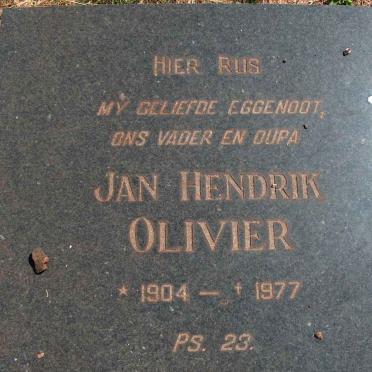 HIER RUS
MY GELIEFDE EGGENOOT,
ONS VADER EN OUPA
JAN HENDRIK
OLIVIER
* 1904 — † 1977
PS. 23.